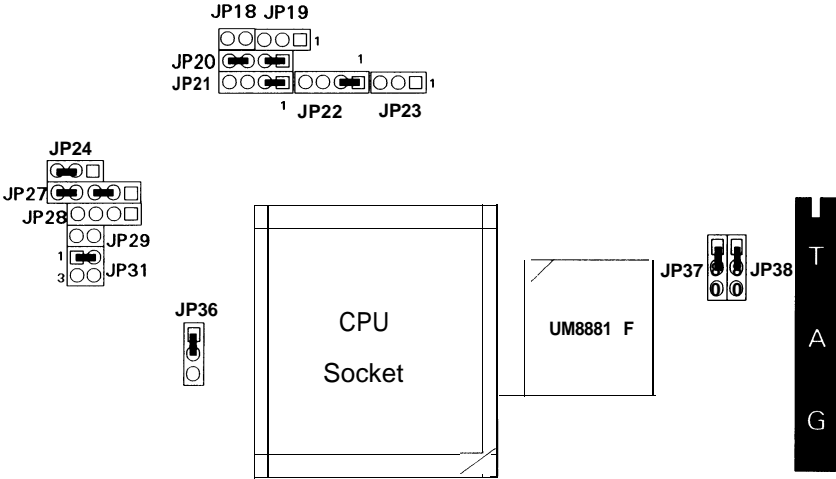 JP18 JP19
1
JP20
1
JP21
1
1
JP22
JP23
JP24
JP27
JP28
JP29
1
JP31
3
JP36
CPU
Socket
UM8881 F
JP37
JP38
T
A
G